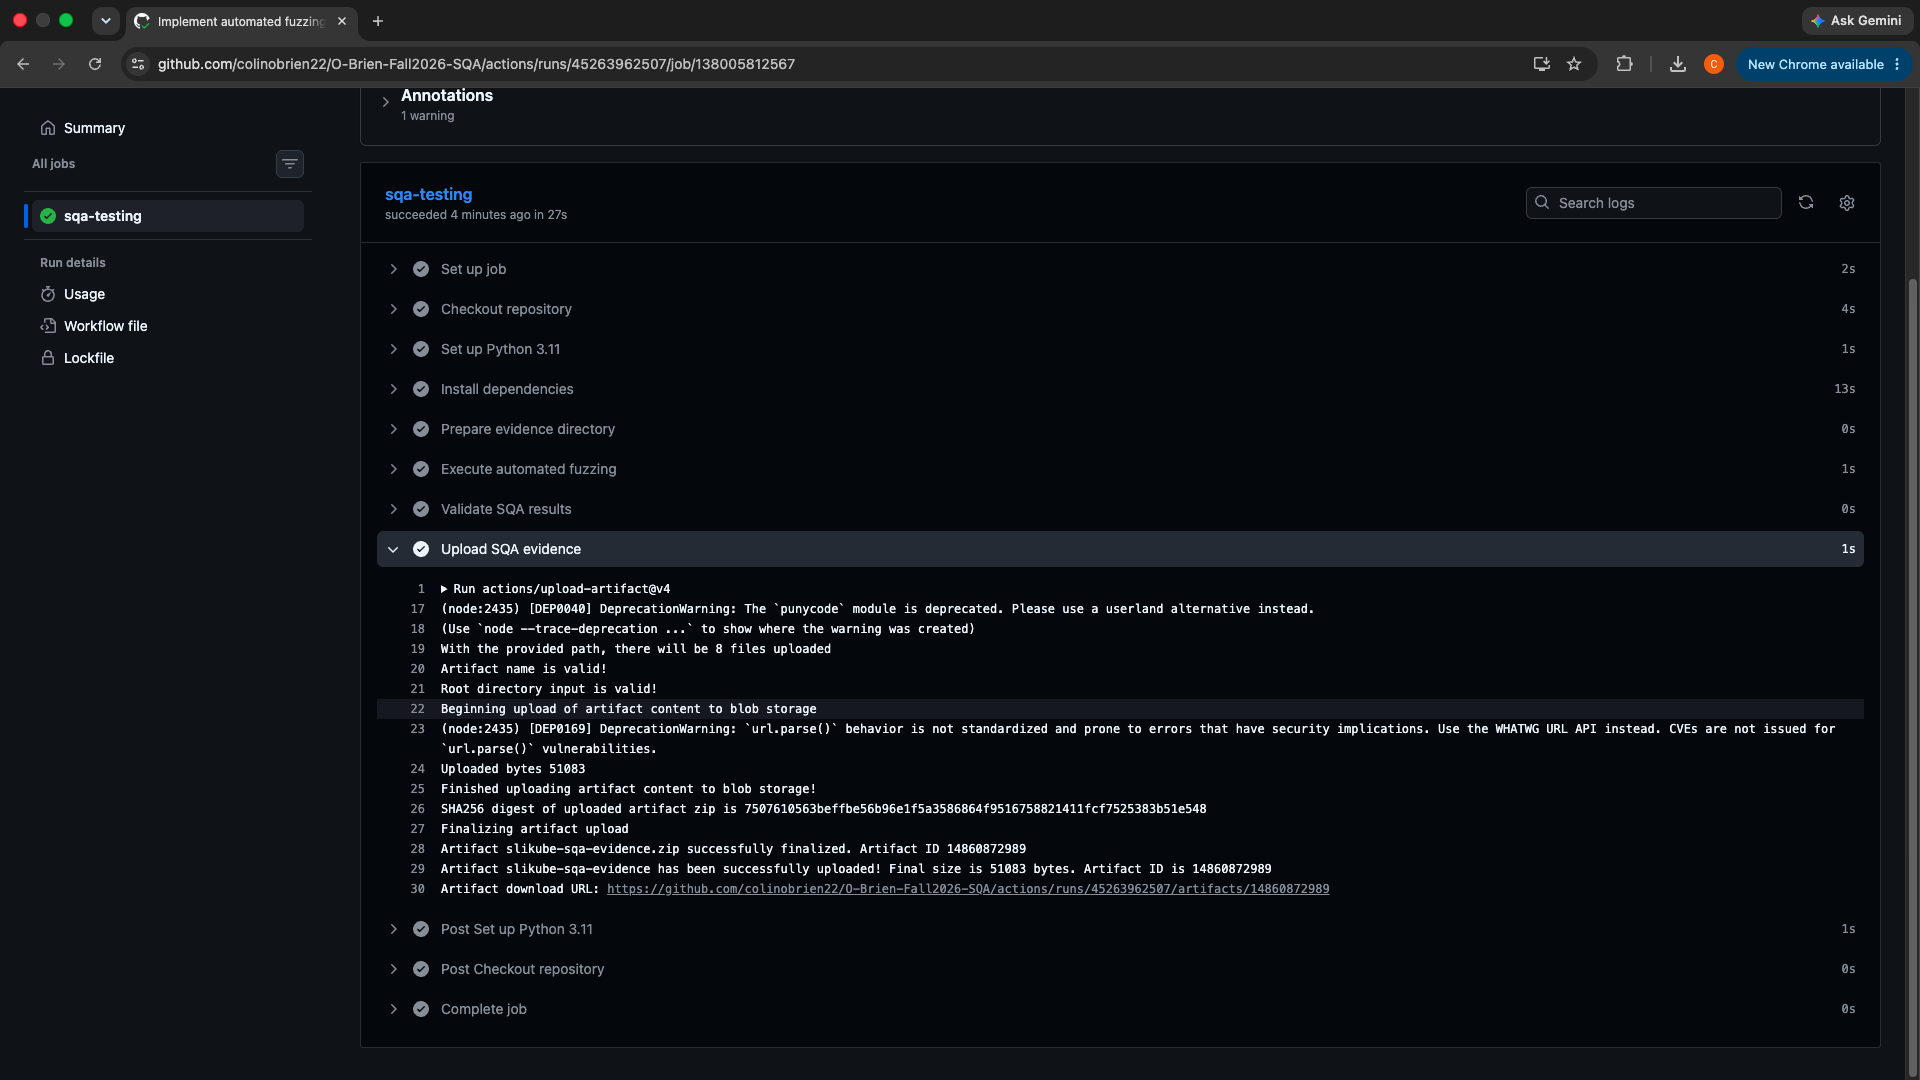 Implement automated fuzzing
Ask Gemini
github.com/colinobrien22/O-Brien-Fall2026-SQA/actions/runs/45263962507/job/138005812567
C
New Chrome available
Summary
All jobs
sqa-testing
Run details
Usage
Workflow file
Lockfile
Annotations
1 warning
sqa-testing
succeeded 4 minutes ago in 27s
Search logs
Set up job 2s
Checkout repository 4s
Set up Python 3.11 1s
Install dependencies 13s
Prepare evidence directory 0s
Execute automated fuzzing 1s
Validate SQA results 0s
Upload SQA evidence 1s
1 Run actions/upload-artifact@v4
17 (node:2435) [DEP0040] DeprecationWarning: The `punycode` module is deprecated. Please use a userland alternative instead.
18 (Use `node --trace-deprecation ...` to show where the warning was created)
19 With the provided path, there will be 8 files uploaded
20 Artifact name is valid!
21 Root directory input is valid!
22 Beginning upload of artifact content to blob storage
23 (node:2435) [DEP0169] DeprecationWarning: `url.parse()` behavior is not standardized and prone to errors that have security implications. Use the WHATWG URL API instead. CVEs are not issued for
`url.parse()` vulnerabilities.
24 Uploaded bytes 51083
25 Finished uploading artifact content to blob storage!
26 SHA256 digest of uploaded artifact zip is 7507610563beffbe56b96e1f5a3586864f9516758821411fcf7525383b51e548
27 Finalizing artifact upload
28 Artifact slikube-sqa-evidence.zip successfully finalized. Artifact ID 14860872989
29 Artifact slikube-sqa-evidence has been successfully uploaded! Final size is 51083 bytes. Artifact ID is 14860872989
30 Artifact download URL: https://github.com/colinobrien22/O-Brien-Fall2026-SQA/actions/runs/45263962507/artifacts/14860872989
Post Set up Python 3.11 1s
Post Checkout repository 0s
Complete job 0s